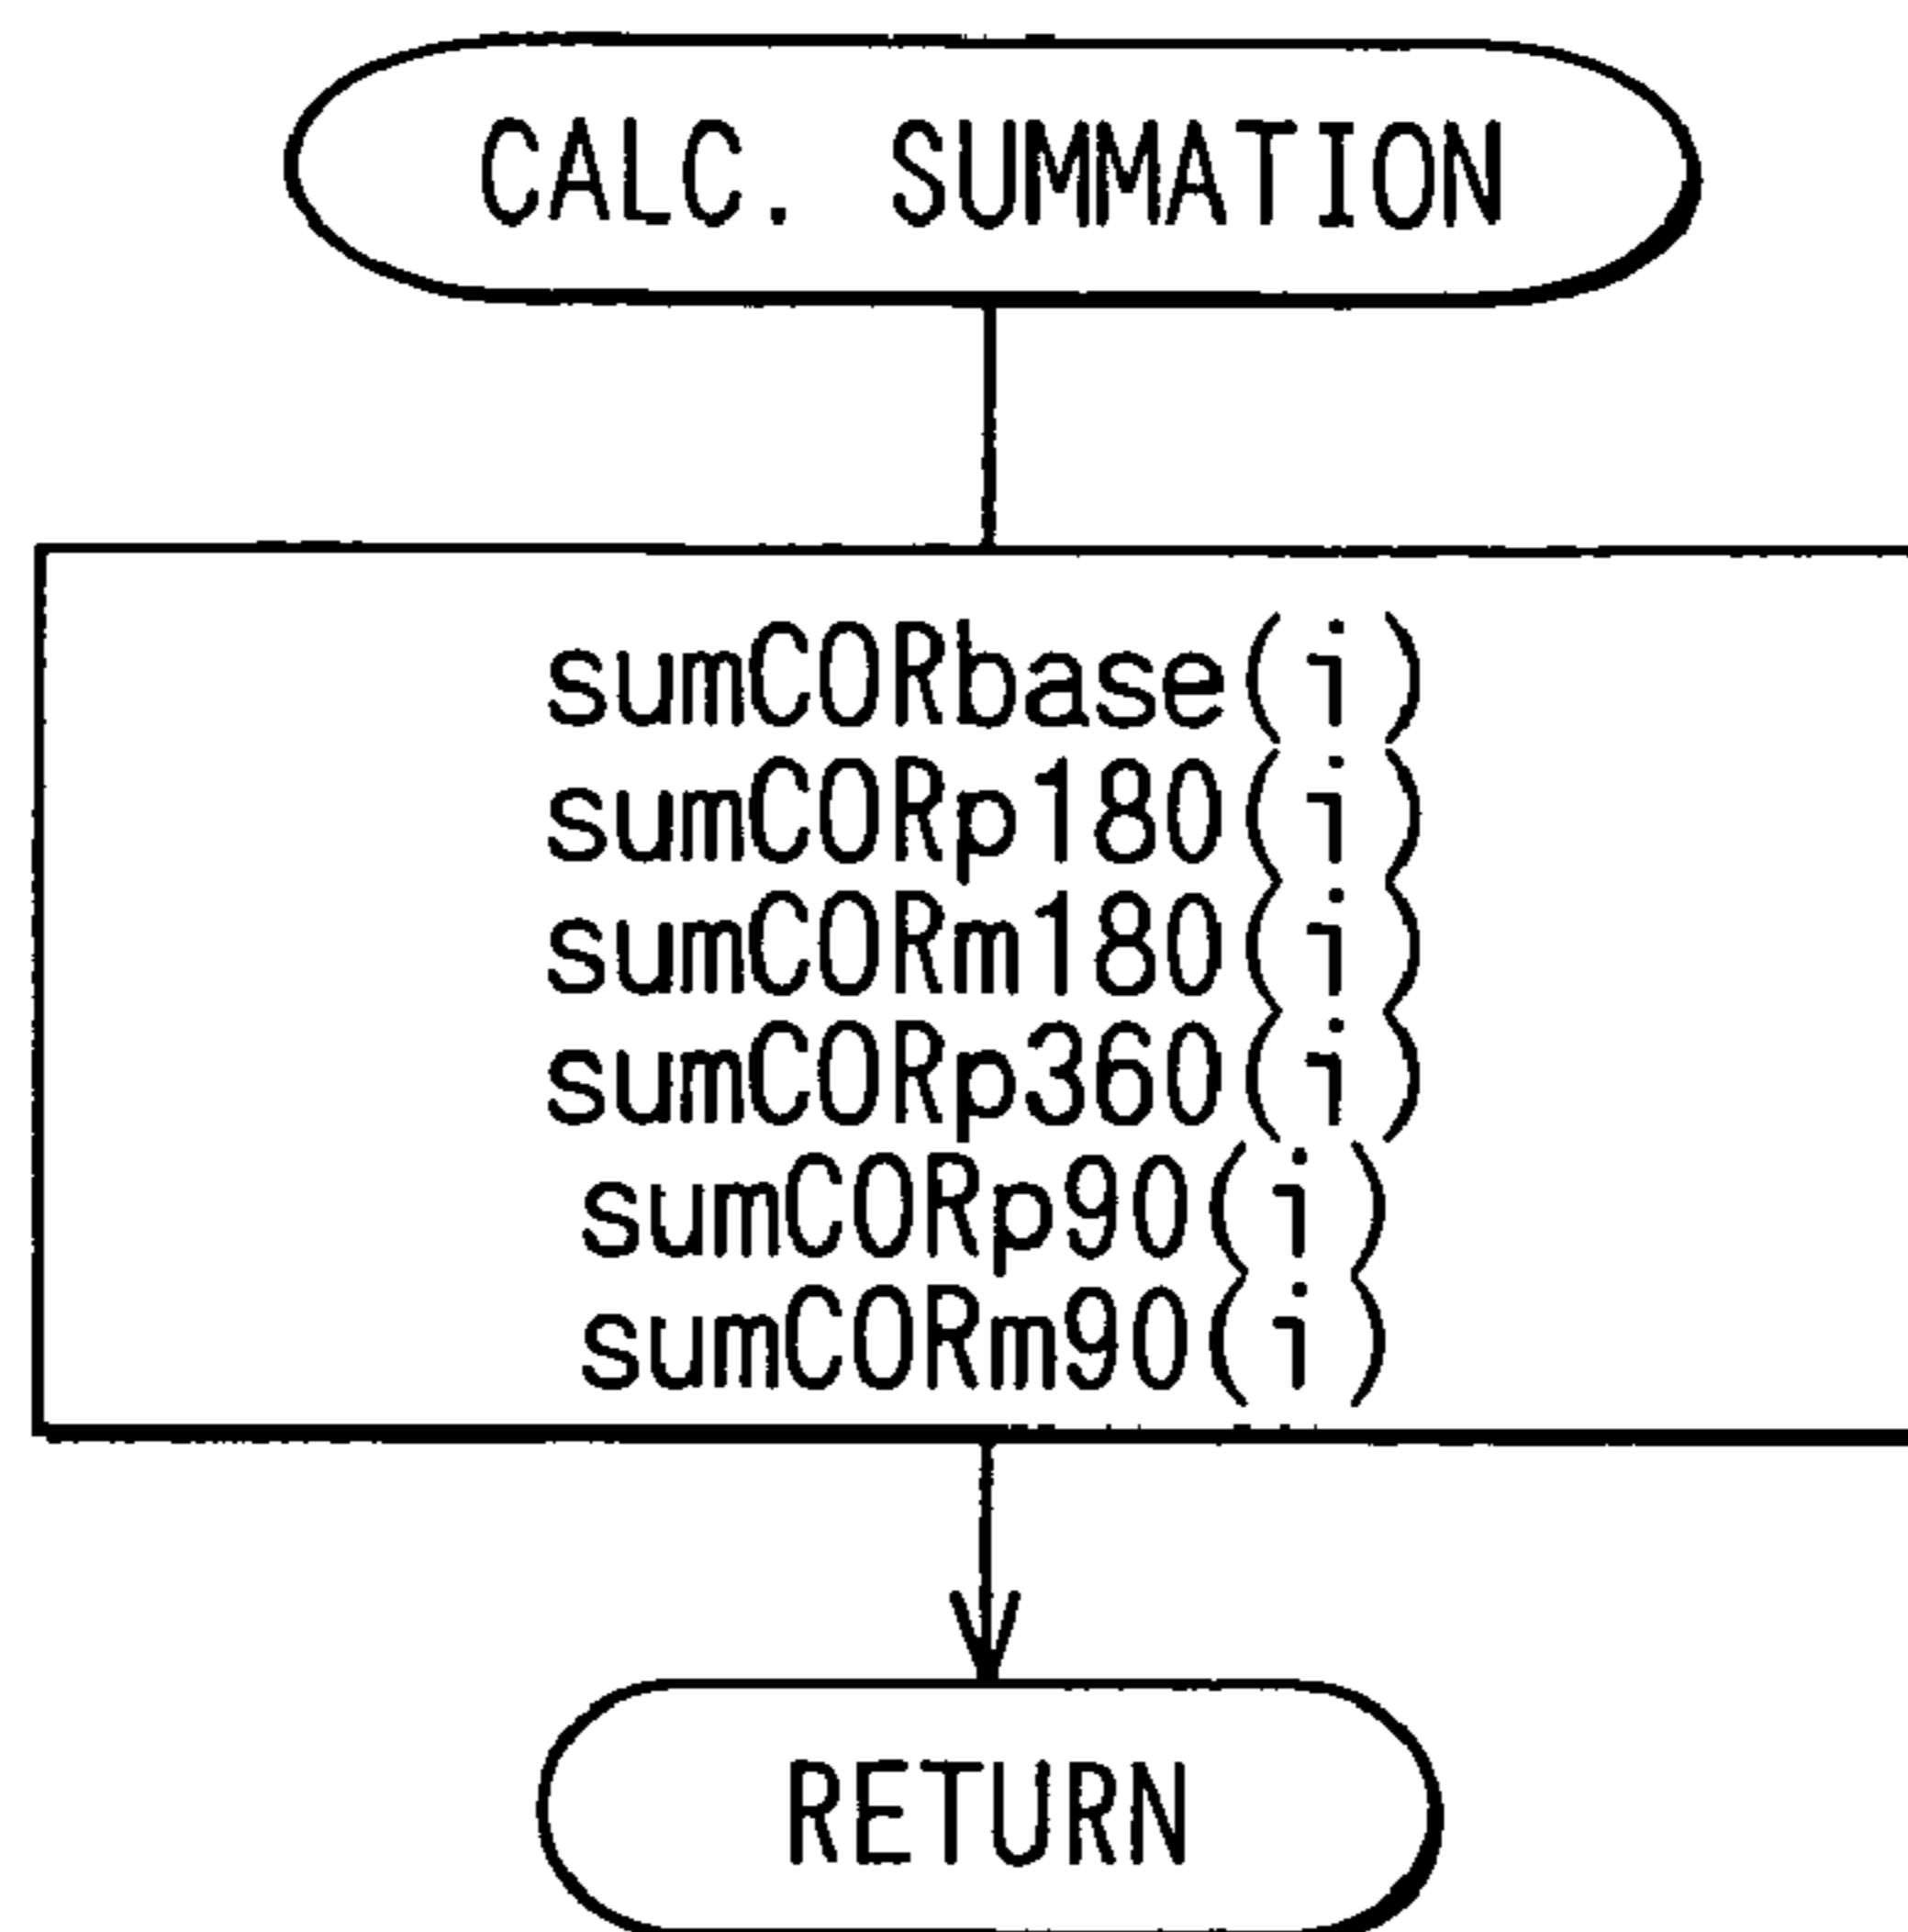 CALC. SUMMATION
sumCORbase(i)
sumCORp180(i)
sumCORm180(i)
sumCORp360(i)
sumCORp90(i)
sumCORm90(i)
RETURN